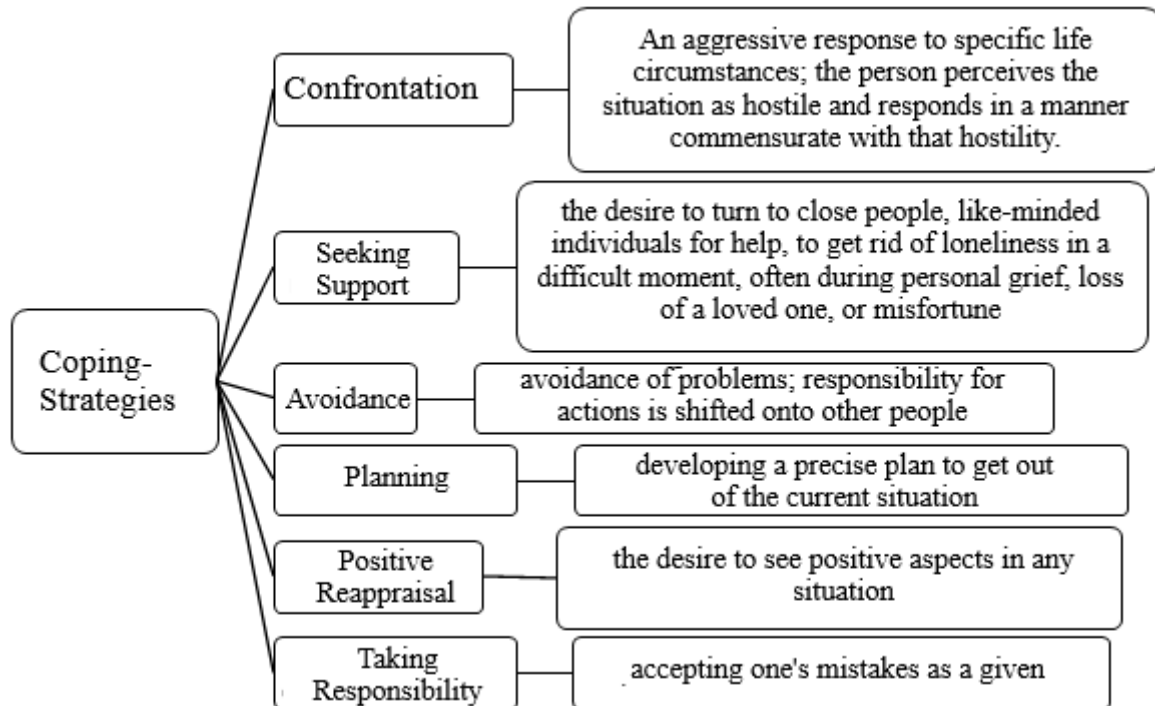 Coping-
Strategies
Confrontation
An aggressive response to specific life
circumstances; the person perceives the
situation as hostile and responds in a manner
commensurate with that hostility.
Seeking
Support
the desire to turn to close people, like-minded
individuals for help, to get rid of loneliness in a
difficult moment, often during personal grief, loss
of a loved one, or misfortune
Avoidance
avoidance of problems; responsibility for
actions is shifted onto other people
Planning
developing a precise plan to get out
of the current situation
Positive
Reappraisal
the desire to see positive aspects in any
situation
Taking
Responsibility
accepting one's mistakes as a given